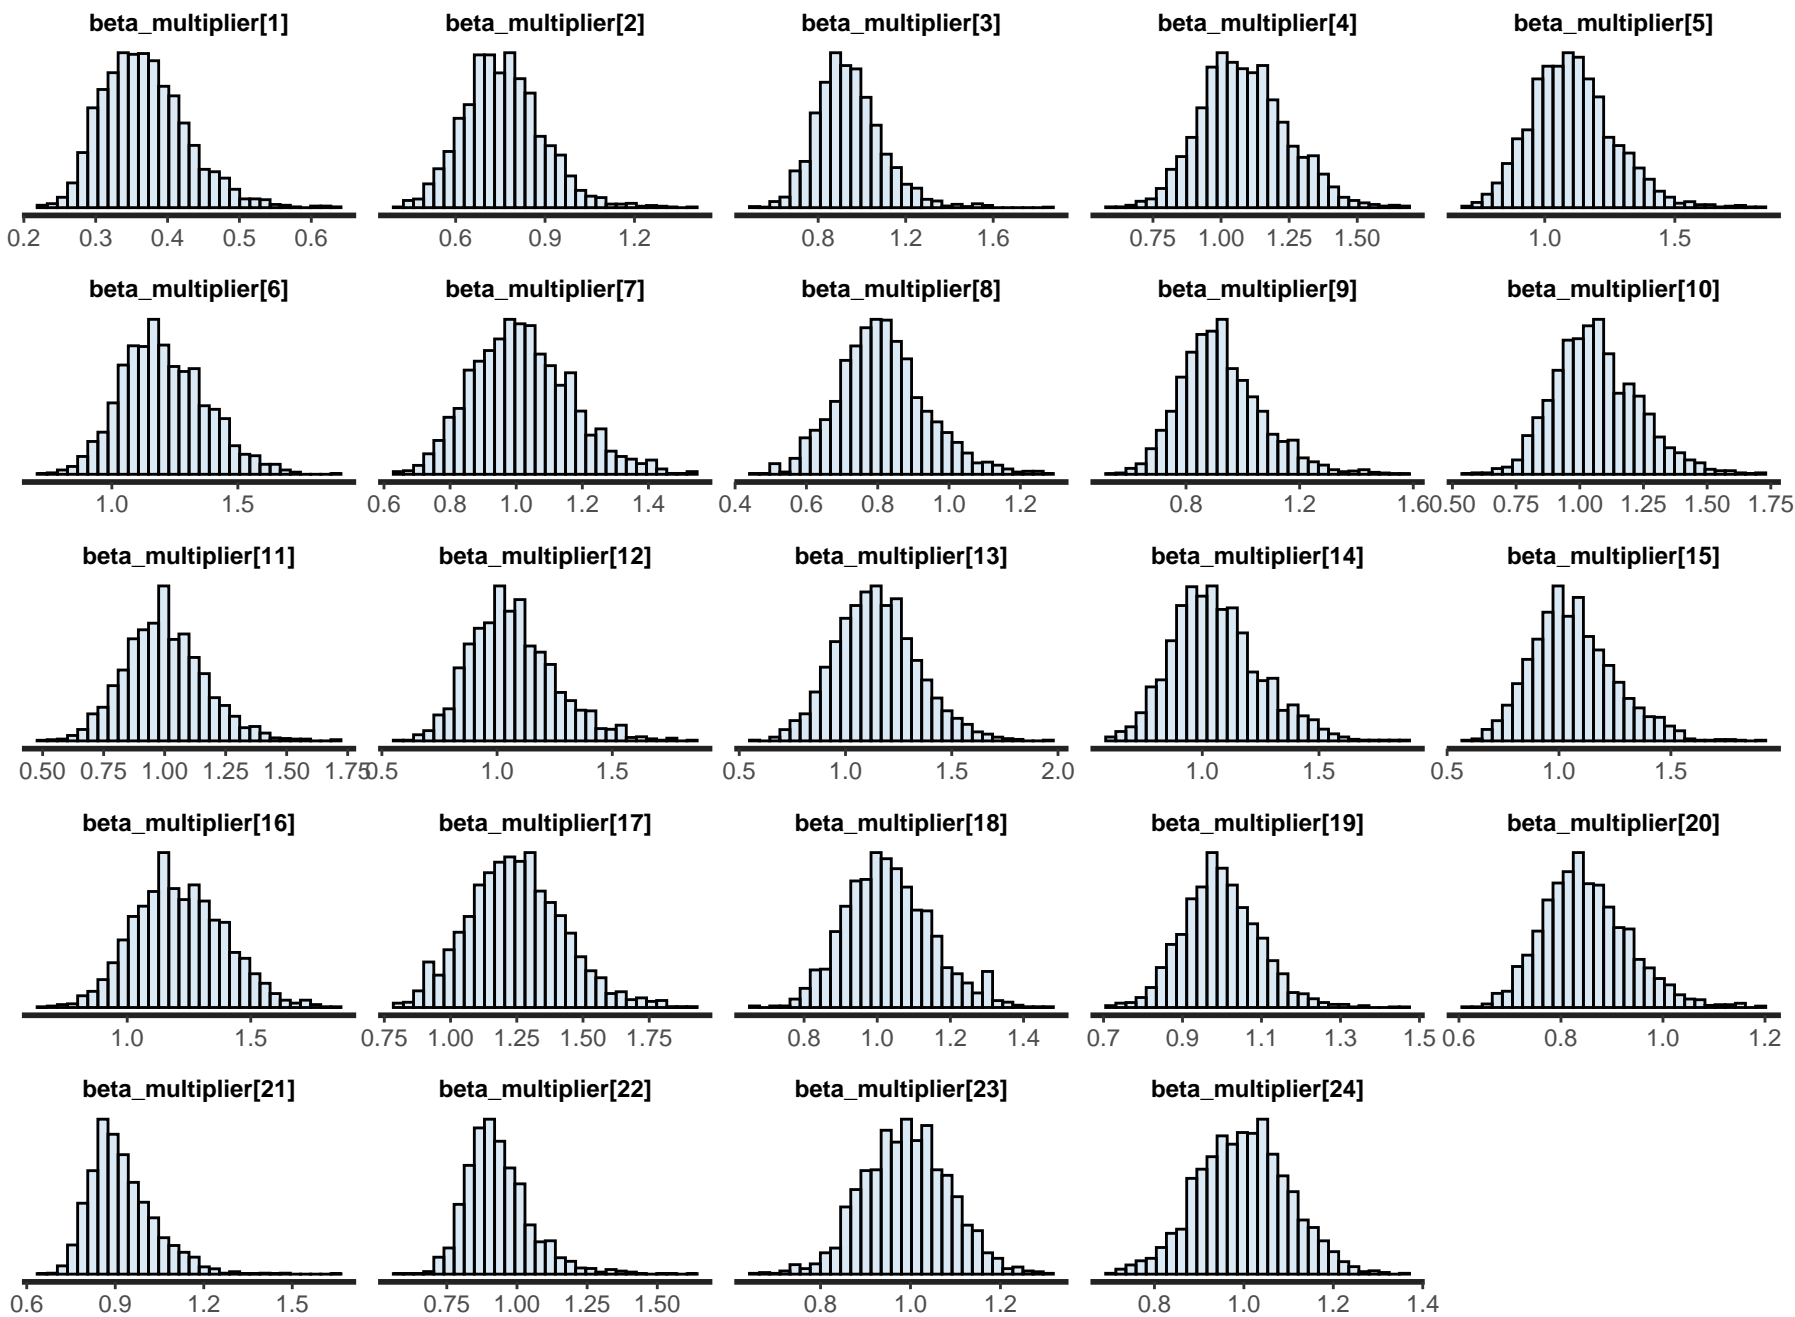 beta_multiplier[1] beta_multiplier[2] beta_multiplier[3] beta_multiplier[4] beta_multiplier[5]
0.2 0.3 0.4 0.5 0.6 0.6 0.9 1.2 0.8 1.2 1.6 0.75 1.00 1.25 1.50 1.0 1.5
beta_multiplier[6] beta_multiplier[7] beta_multiplier[8] beta_multiplier[9] beta_multiplier[10]
1.0 1.5 0.6 0.8 1.0 1.2 1.4 0.4 0.6 0.8 1.0 1.2 0.8 1.2 1.6 0.50 0.75 1.00 1.25 1.50 1.75
beta_multiplier[11] beta_multiplier[12] beta_multiplier[13] beta_multiplier[14] beta_multiplier[15]
0.50 0.75 1.00 1.25 1.50 1.75 0.5 1.0 1.5 0.5 1.0 1.5 2.0 1.0 1.5 0.5 1.0 1.5
beta_multiplier[16] beta_multiplier[17] beta_multiplier[18] beta_multiplier[19] beta_multiplier[20]
1.0 1.5 0.75 1.00 1.25 1.50 1.75 0.8 1.0 1.2 1.4 0.7 0.9 1.1 1.3 1.5 0.6 0.8 1.0 1.2
beta_multiplier[21] beta_multiplier[22] beta_multiplier[23] beta_multiplier[24]
0.6 0.9 1.2 1.5 0.75 1.00 1.25 1.50 0.8 1.0 1.2 0.8 1.0 1.2 1.4